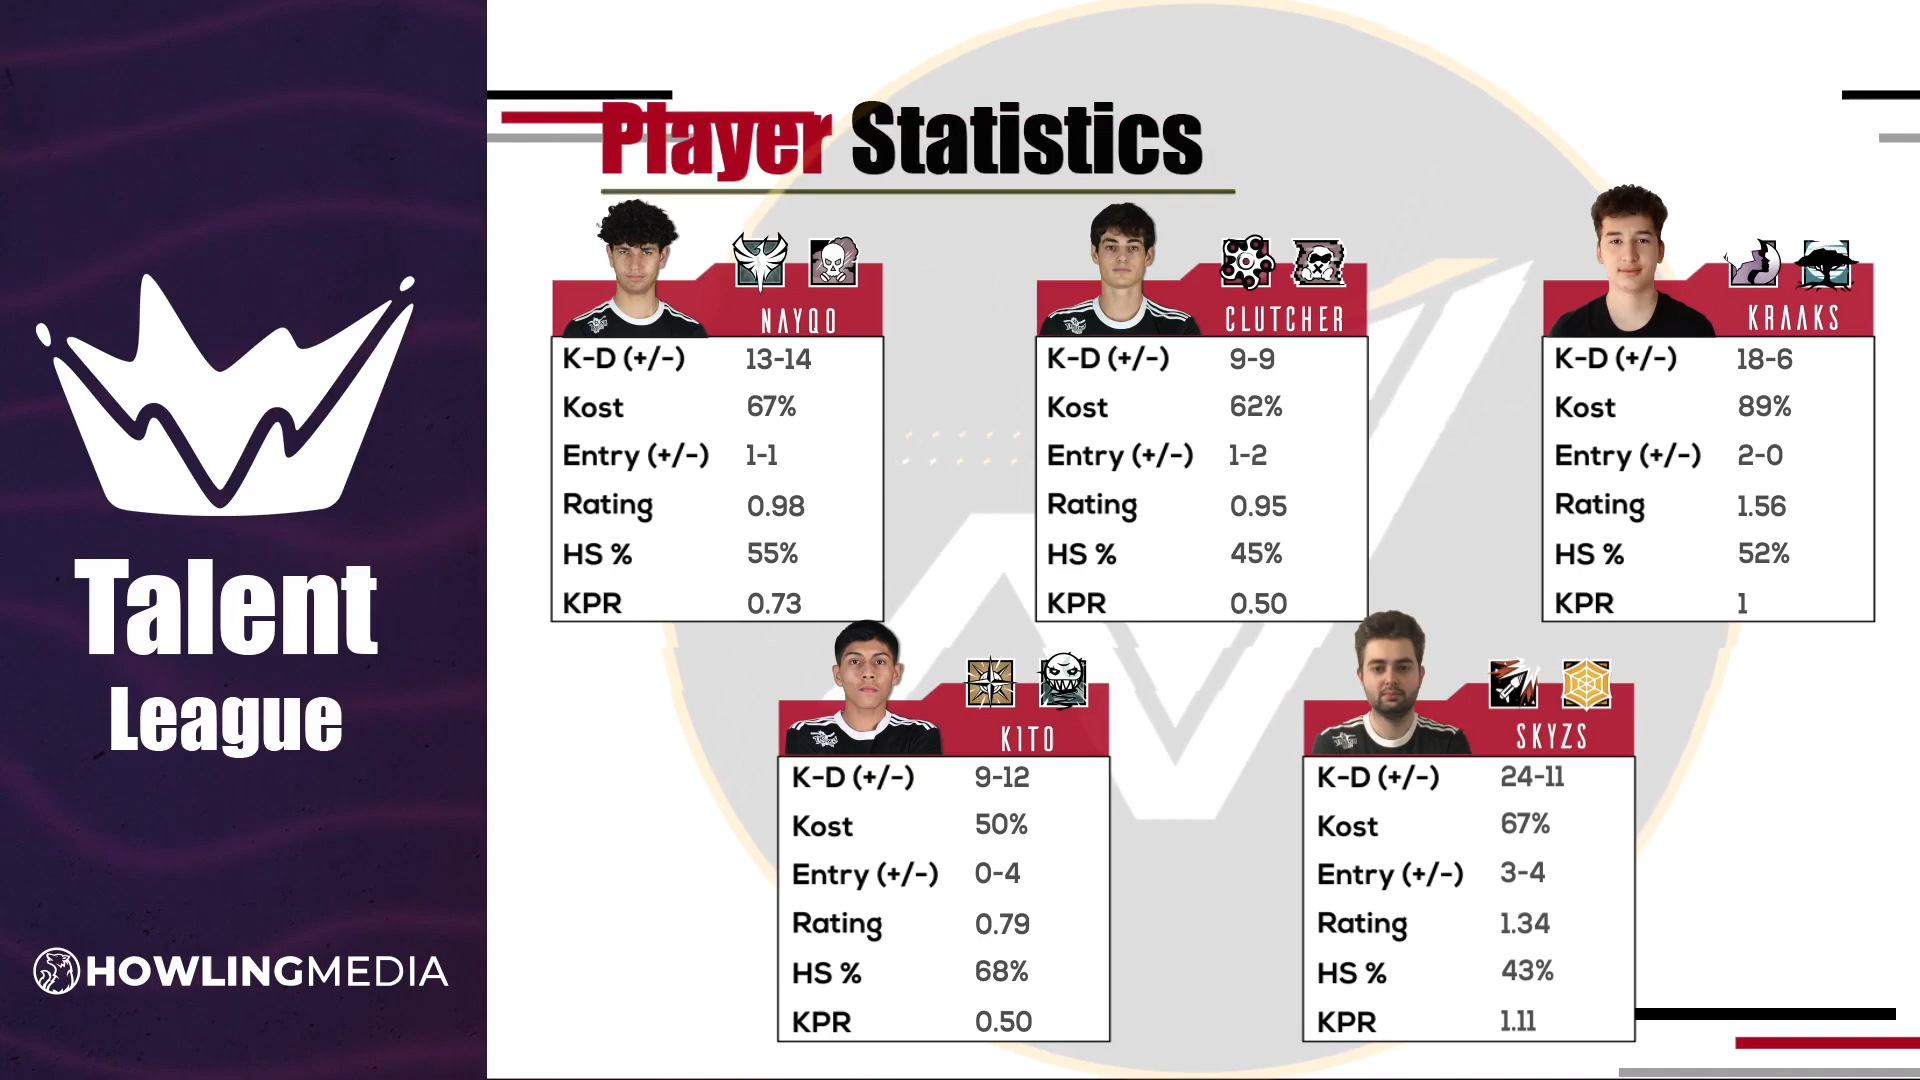 Player Statistics
NAYQO
K-D (+/-) 13-14
Kost 67%
Entry (+/-) 1-1
Rating 0.98
HS % 55%
KPR 0.73
CLUTCHER
K-D (+/-) 9-9
Kost 62%
Entry (+/-) 1-2
Rating 0.95
HS % 45%
KPR 0.50
KRAAKS
K-D (+/-) 18-6
Kost 89%
Entry (+/-) 2-0
Rating 1.56
HS % 52%
KPR 1
K1TO
K-D (+/-) 9-12
Kost 50%
Entry (+/-) 0-4
Rating 0.79
HS % 68%
KPR 0.50
SKYZS
K-D (+/-) 24-11
Kost 67%
Entry (+/-) 3-4
Rating 1.34
HS % 43%
KPR 1.11
Talent
League
HOWLINGMEDIA